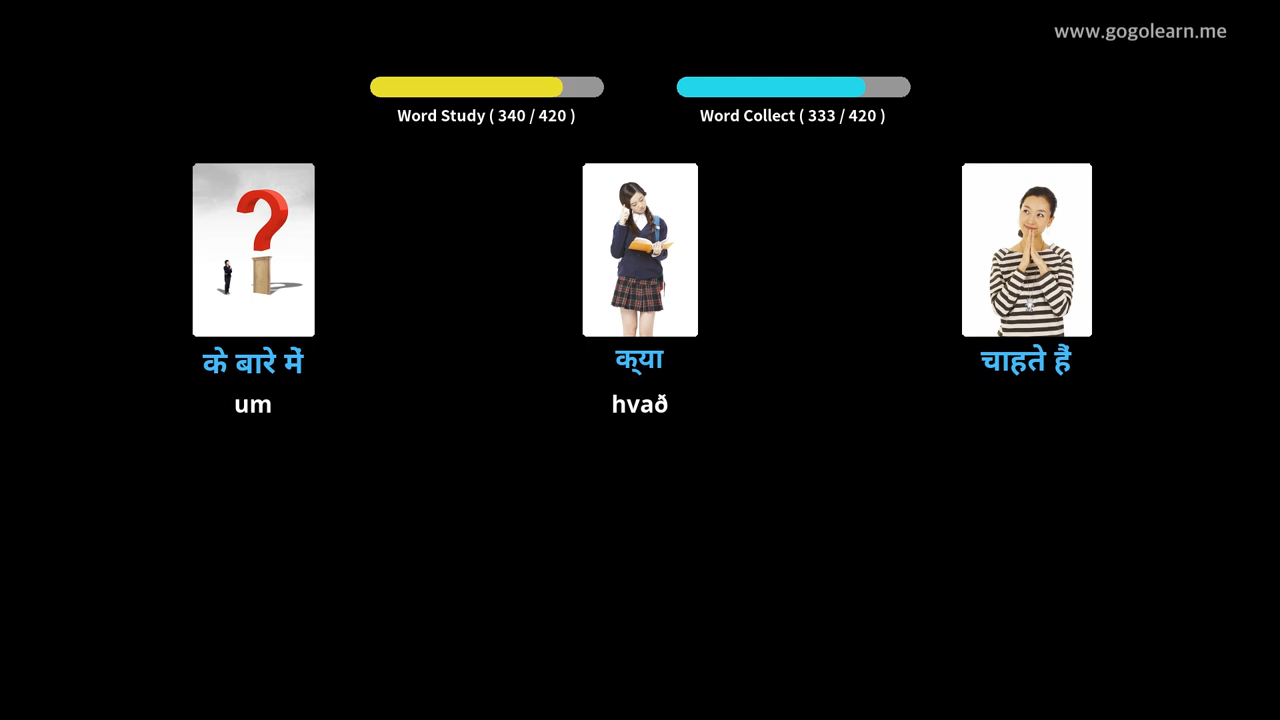 www.gogolearn.me
Word Study ( 340 / 420 )
Word Collect ( 333 / 420 )
के बारे में
क्या
चाहते हैं
um
hvað